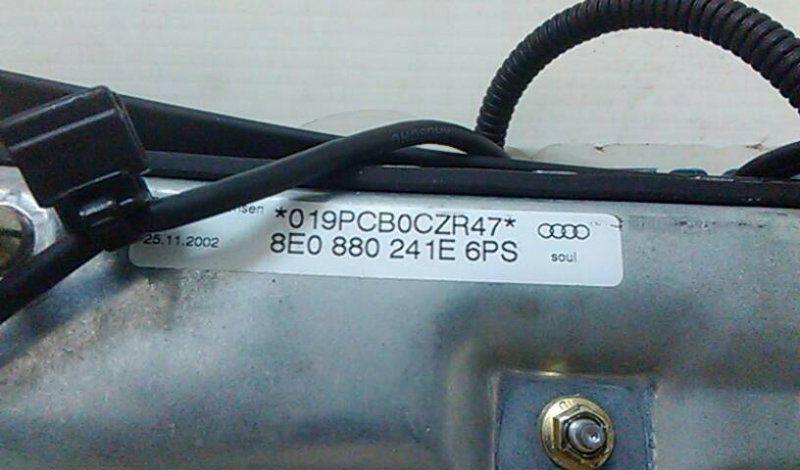 *019PCB0CZR47*
25.11.2002
8E0 880 241E 6PS
soul